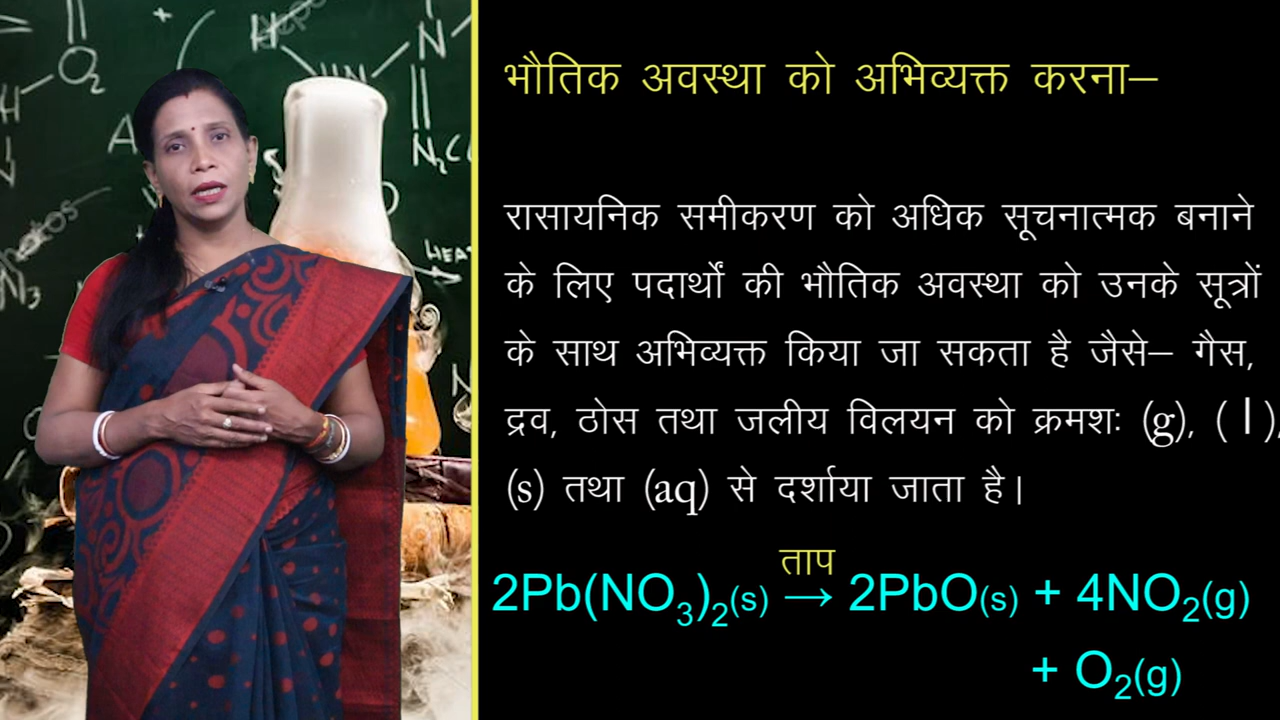 भौतिक अवस्था को अभिव्यक्त करना–
रासायनिक समीकरण को अधिक सूचनात्मक बनाने
के लिए पदार्थों की भौतिक अवस्था को उनके सूत्रों
के साथ अभिव्यक्त किया जा सकता है जैसे– गैस,
द्रव, ठोस तथा जलीय विलयन को क्रमशः (g), (l),
(s) तथा (aq) से दर्शाया जाता है।
ताप
2Pb(NO₃)₂(s) → 2PbO(s) + 4NO₂(g)
+ O₂(g)
O₂
H
N